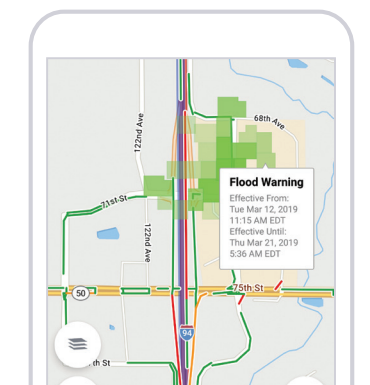 68th Ave
122nd Ave
Flood Warning
Effective From:
Tue Mar 12, 2019
11:15 AM EDT
Effective Until:
Thu Mar 21, 2019
5:36 AM EDT
71st St
122nd Ave
75th St
50
94
th St